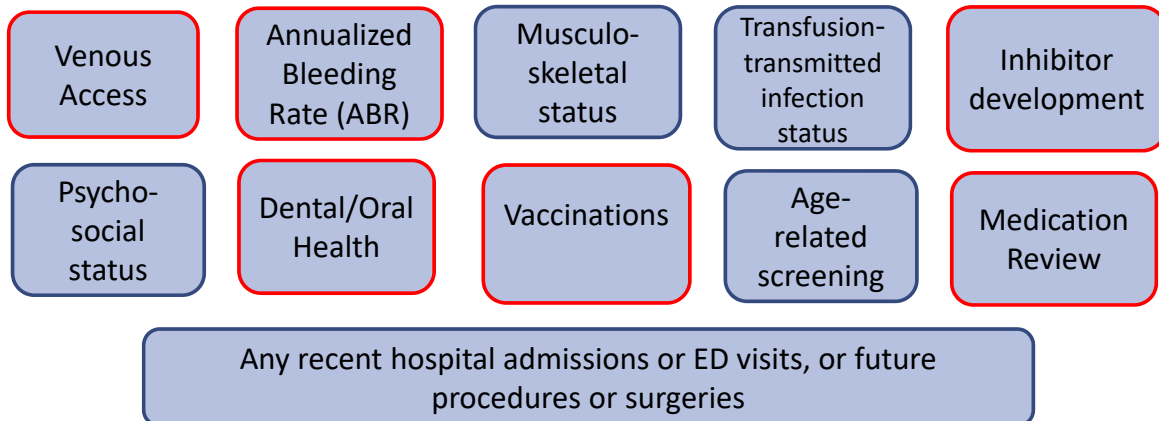 Venous
Access
Annualized
Bleeding
Rate (ABR)
Musculo-
skeletal
status
Transfusion-
transmitted
infection
status
Inhibitor
development
Psycho-
social
status
Dental/Oral
Health
Vaccinations
Age-
related
screening
Medication
Review
Any recent hospital admissions or ED visits, or future
procedures or surgeries